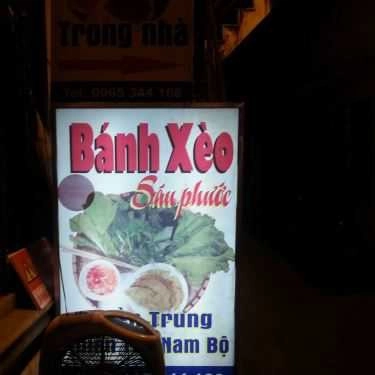 Trong nhà
Tel. 0965 344 168
Bánh Xèo
Sáu phước
Trung
Nam Bộ